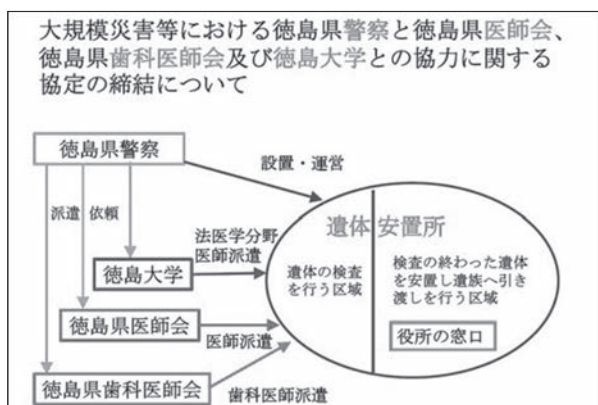 大規模災害等における徳島県警察と徳島県医師会、
徳島県歯科医師会及び徳島大学との協力に関する
協定の締結について
徳島県警察
設置・運営
派遣
依頼
法医学分野
医師派遣
徳島大学
徳島県医師会
医師派遣
徳島県歯科医師会
歯科医師派遣
遺体安置所
遺体の検査
を行う区域
検査の終わった遺体
を安置し遺族へ引き
渡しを行う区域
役所の窓口